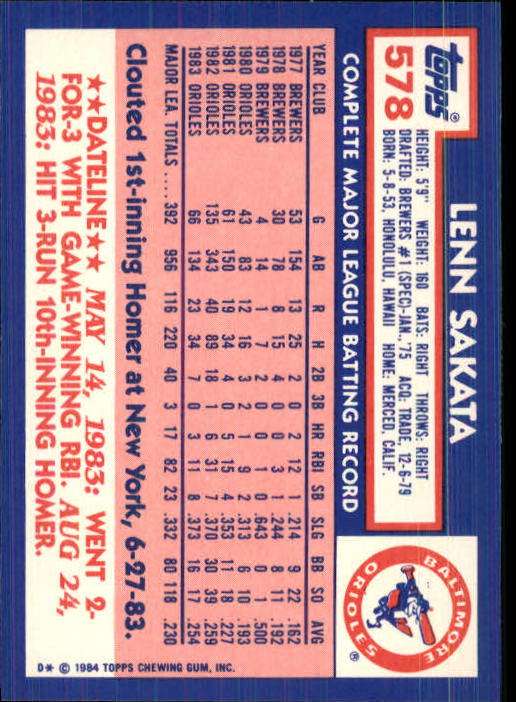 topps®
578
LENN SAKATA
HEIGHT: 5'9" WEIGHT: 160 BATS: RIGHT THROWS: RIGHT
DRAFTED: BREWERS #1 (SPEC)-JAN., '75 ACQ: TRADE, 12-6-79
BORN: 5-8-53, HONOLULU, HAWAII HOME: MERCED, CALIF.
BALTIMORE
ORIOLES ®
COMPLETE MAJOR LEAGUE BATTING RECORD
YEAR CLUB G AB R H 2B 3B HR RBI SB SLG BB SO AVG
1977 BREWERS 53 154 13 25 2 0 2 12 1 .214 9 22 .162
1978 BREWERS 30 78 8 15 4 0 0 3 1 .244 8 11 .192
1979 BREWERS 4 14 1 7 2 0 0 1 0 .643 0 1 .500
1980 ORIOLES 43 83 12 16 3 2 1 9 2 .313 6 10 .193
1981 ORIOLES 61 150 19 34 4 0 5 15 4 .353 11 18 .227
1982 ORIOLES 135 343 40 89 18 1 6 31 7 .370 30 39 .259
1983 ORIOLES 66 134 23 34 7 0 3 11 8 .373 16 17 .254
MAJOR LEA. TOTALS ..... 392 956 116 220 40 3 17 82 23 .332 80 118 .230
Clouted 1st-inning Homer at New York, 6-27-83.
★★DATELINE★★ MAY 14, 1983: WENT 2-
FOR-3 WITH GAME-WINNING RBI. AUG 24,
1983: HIT 3-RUN 10th-INNING HOMER.
D* © 1984 TOPPS CHEWING GUM, INC.